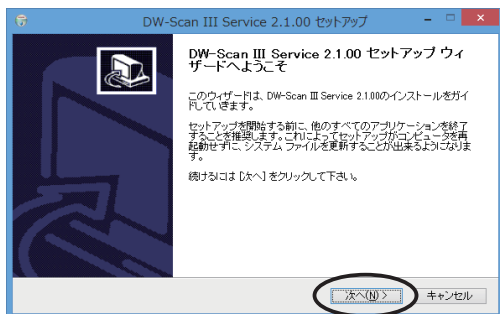 DW-Scan III Service 2.1.00 セットアップ
DW-Scan III Service 2.1.00 セットアップ ウィ
ザードへようこそ
このウィザードは、DW-Scan Ⅲ Service 2.1.00のインストールをガイ
ドしていきます。
セットアップを開始する前に、他のすべてのアプリケーションを終了
することを推奨します。これによってセットアップがコンピュータを再
起動せずに、システム ファイルを更新することが出来るようになりま
す。
続けるには [次へ] をクリックして下さい。
次へ(N) >
キャンセル